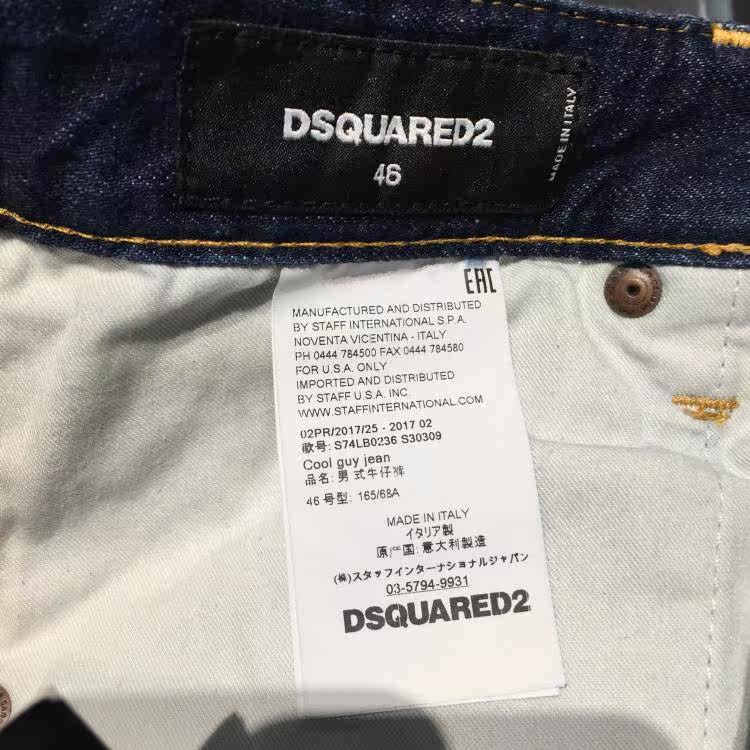 DSQUARED2
46
MADE IN ITALY
EAC
MANUFACTURED AND DISTRIBUTED
BY STAFF INTERNATIONAL S.P.A.
NOVENTA VICENTINA - ITALY
PH 0444 784500 FAX 0444 784580
FOR U.S.A. ONLY
IMPORTED AND DISTRIBUTED
BY STAFF U.S.A. INC.
WWW.STAFFINTERNATIONAL.COM
02PR/2017/25 - 2017 02
款号: S74LB0236 S30309
Cool guy jean
品名: 男式牛仔裤
46 号型: 165/68A
MADE IN ITALY
イタリア製
原产国: 意大利製造
(株)スタッフインターナショナルジャパン
03-5794-9931
DSQUARED2